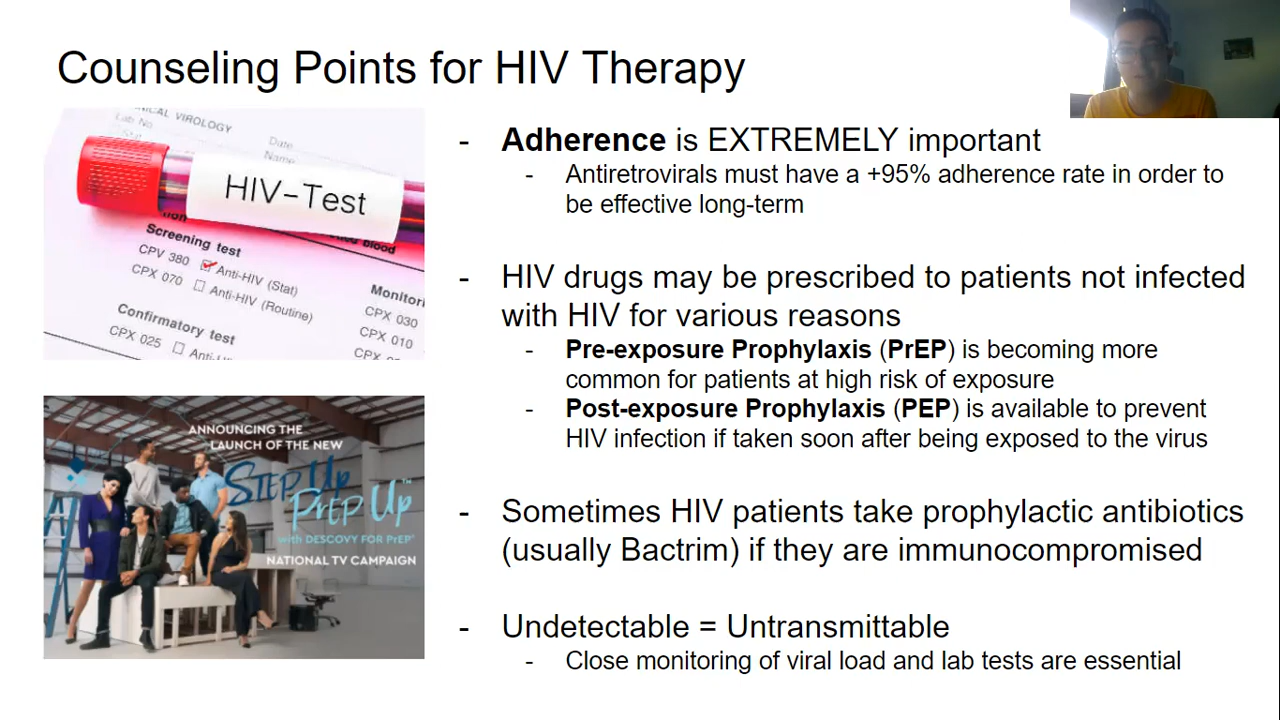 Counseling Points for HIV Therapy
- Adherence is EXTREMELY important
- Antiretrovirals must have a +95% adherence rate in order to
be effective long-term
- HIV drugs may be prescribed to patients not infected
with HIV for various reasons
- Pre-exposure Prophylaxis (PrEP) is becoming more
common for patients at high risk of exposure
- Post-exposure Prophylaxis (PEP) is available to prevent
HIV infection if taken soon after being exposed to the virus
- Sometimes HIV patients take prophylactic antibiotics
(usually Bactrim) if they are immunocompromised
- Undetectable = Untransmittable
- Close monitoring of viral load and lab tests are essential
VIROLOGY
Lab No
Date
Name
HIV-Test
blood
Screening test
CPV 380 Anti-HIV (Stat)
CPX 070 Anti-HIV (Routine)
Monitori
CPX 030
CPX 010
Confirmatory test
CPX 025
ANNOUNCING THE
LAUNCH OF THE NEW
STEP Up
PrEP Up™
with DESCOVY FOR PrEP®
NATIONAL TV CAMPAIGN